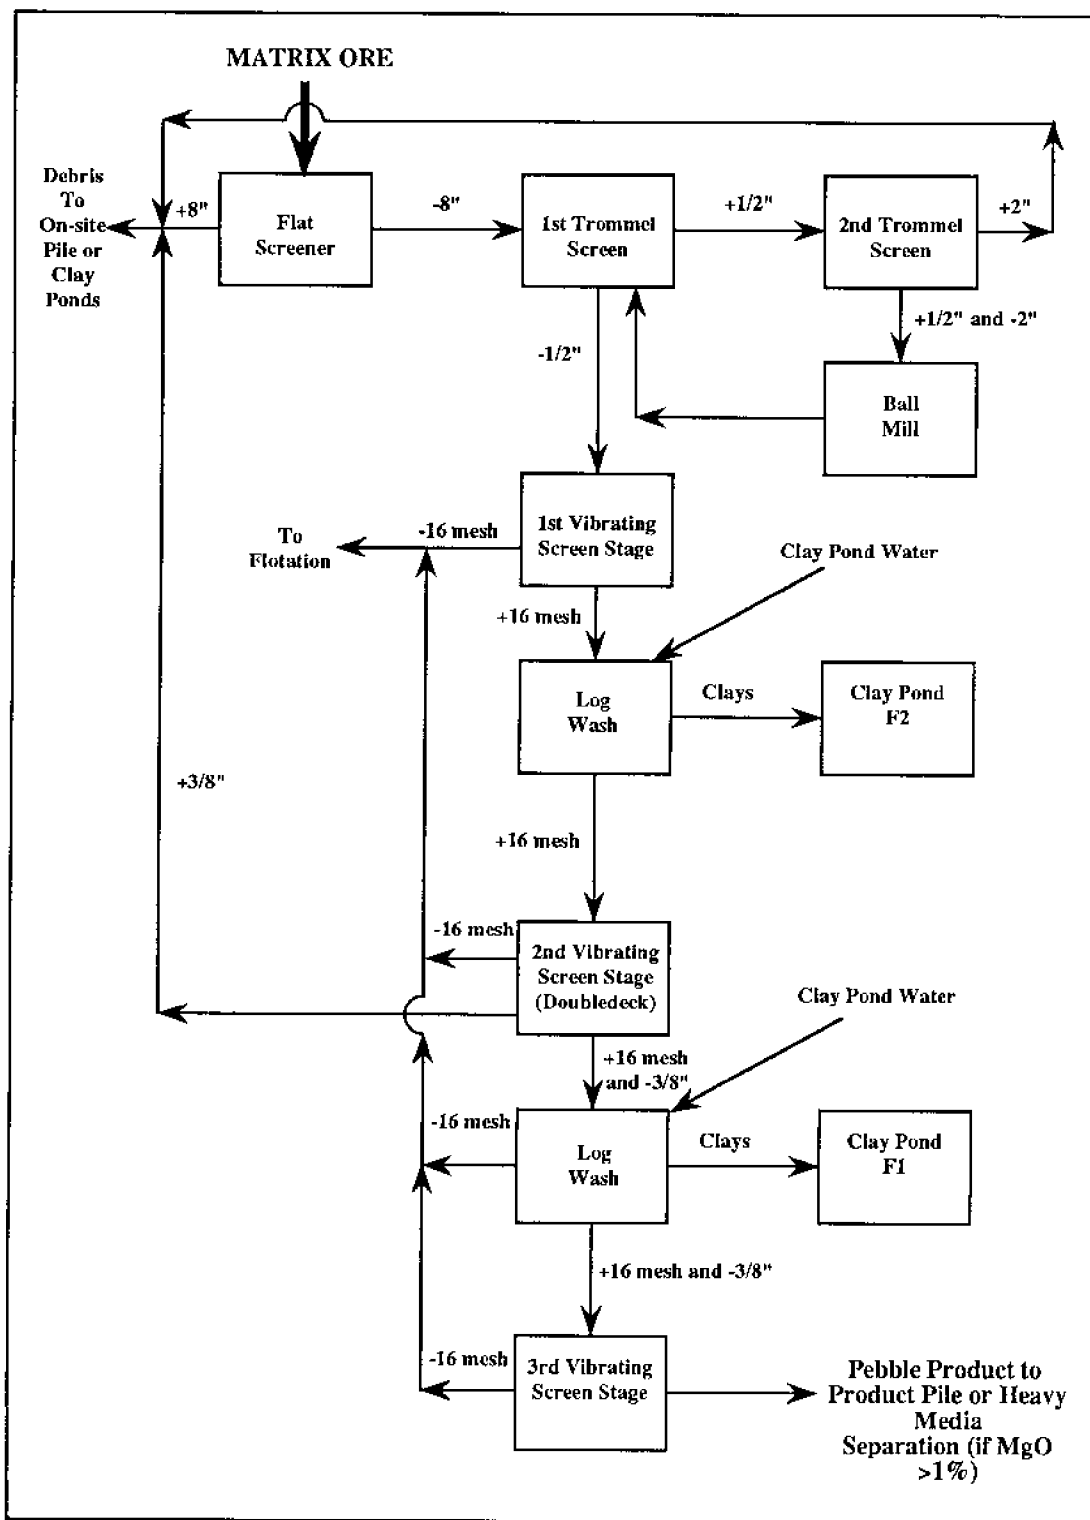 MATRIX ORE
Debris
To
On-site
Pile or
Clay
Ponds
+8"
Flat
Screener
-8"
1st Trommel
Screen
+1/2"
2nd Trommel
Screen
+2"
+1/2" and -2"
-1/2"
Ball
Mill
To
Flotation
-16 mesh
1st Vibrating
Screen Stage
Clay Pond Water
+16 mesh
Log
Wash
Clays
Clay Pond
F2
+3/8"
+16 mesh
-16 mesh
2nd Vibrating
Screen Stage
(Doubledeck)
Clay Pond Water
+16 mesh
and -3/8"
-16 mesh
Log
Wash
Clays
Clay Pond
F1
+16 mesh and -3/8"
-16 mesh
3rd Vibrating
Screen Stage
Pebble Product to
Product Pile or Heavy
Media
Separation (if MgO
>1%)